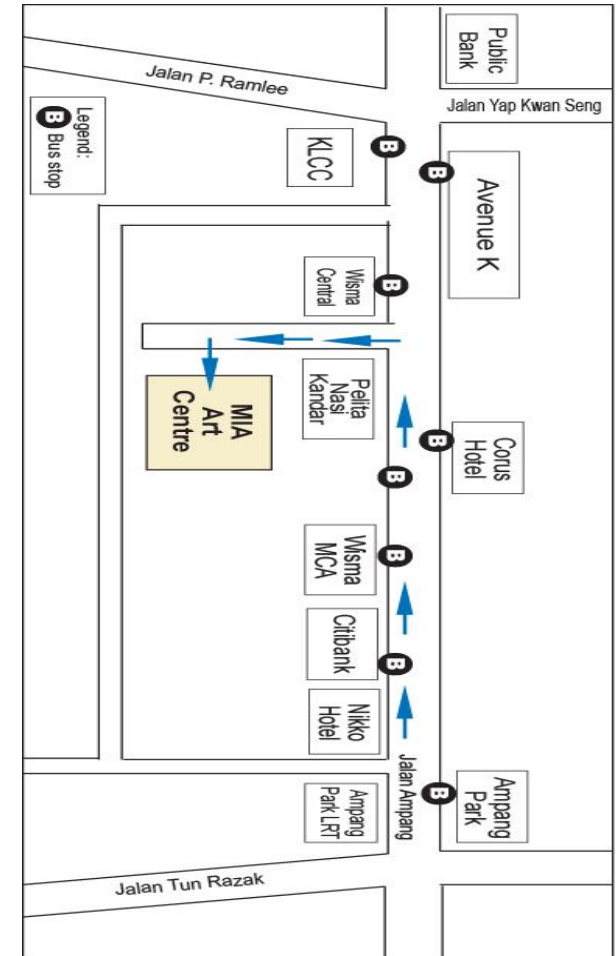 Public
Bank
Jalan P. Ramlee
Jalan Yap Kwan Seng
Legend:
B Bus stop
KLCC
B
B
Avenue K
Wisma
Central
B
MIA
Art
Centre
Pelita
Nasi
Kandar
B
Corus
Hotel
B
Wisma
MCA
B
Citibank
B
Nikko
Hotel
Jalan Ampang
Ampang
Park LRT
B
Ampang
Park
Jalan Tun Razak